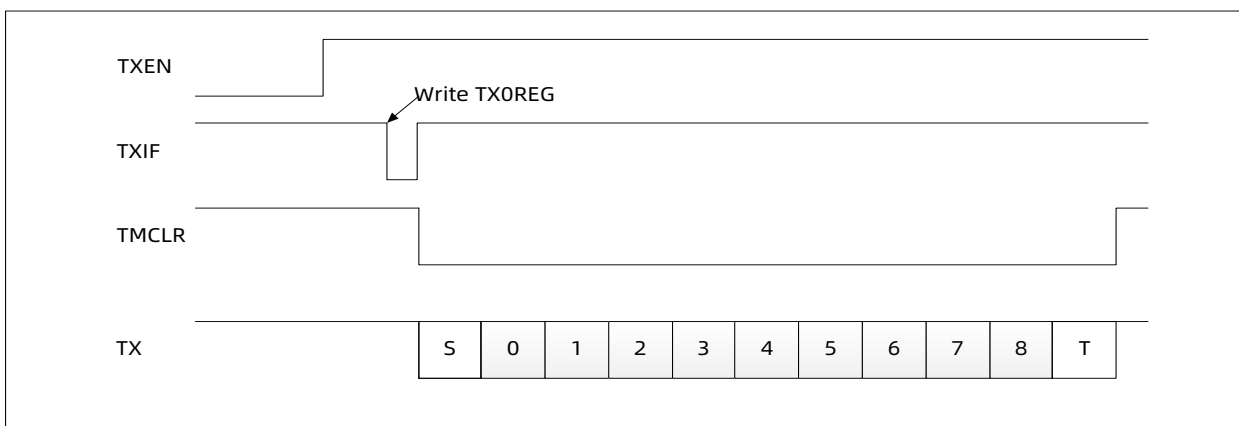 TXEN
Write TX0REG
TXIF
TMCLR
TX S 0 1 2 3 4 5 6 7 8 T